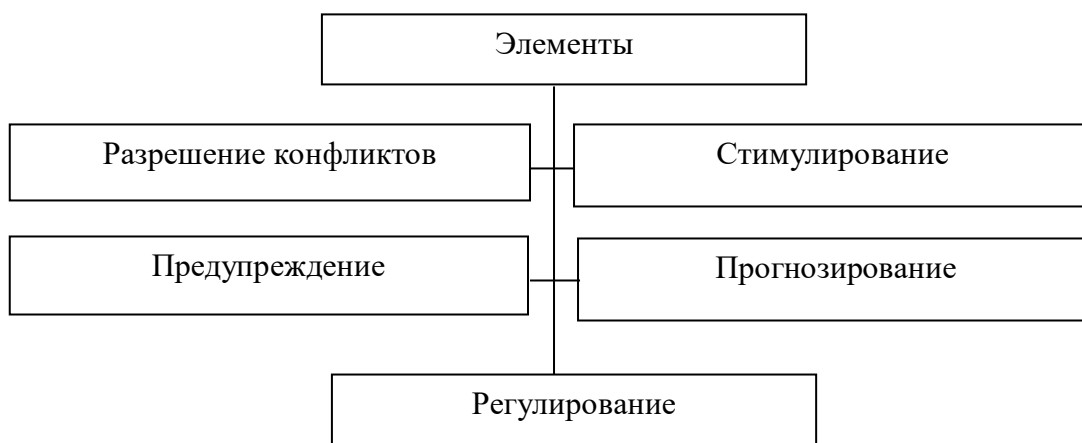 Элементы
Разрешение конфликтов
Стимулирование
Предупреждение
Прогнозирование
Регулирование